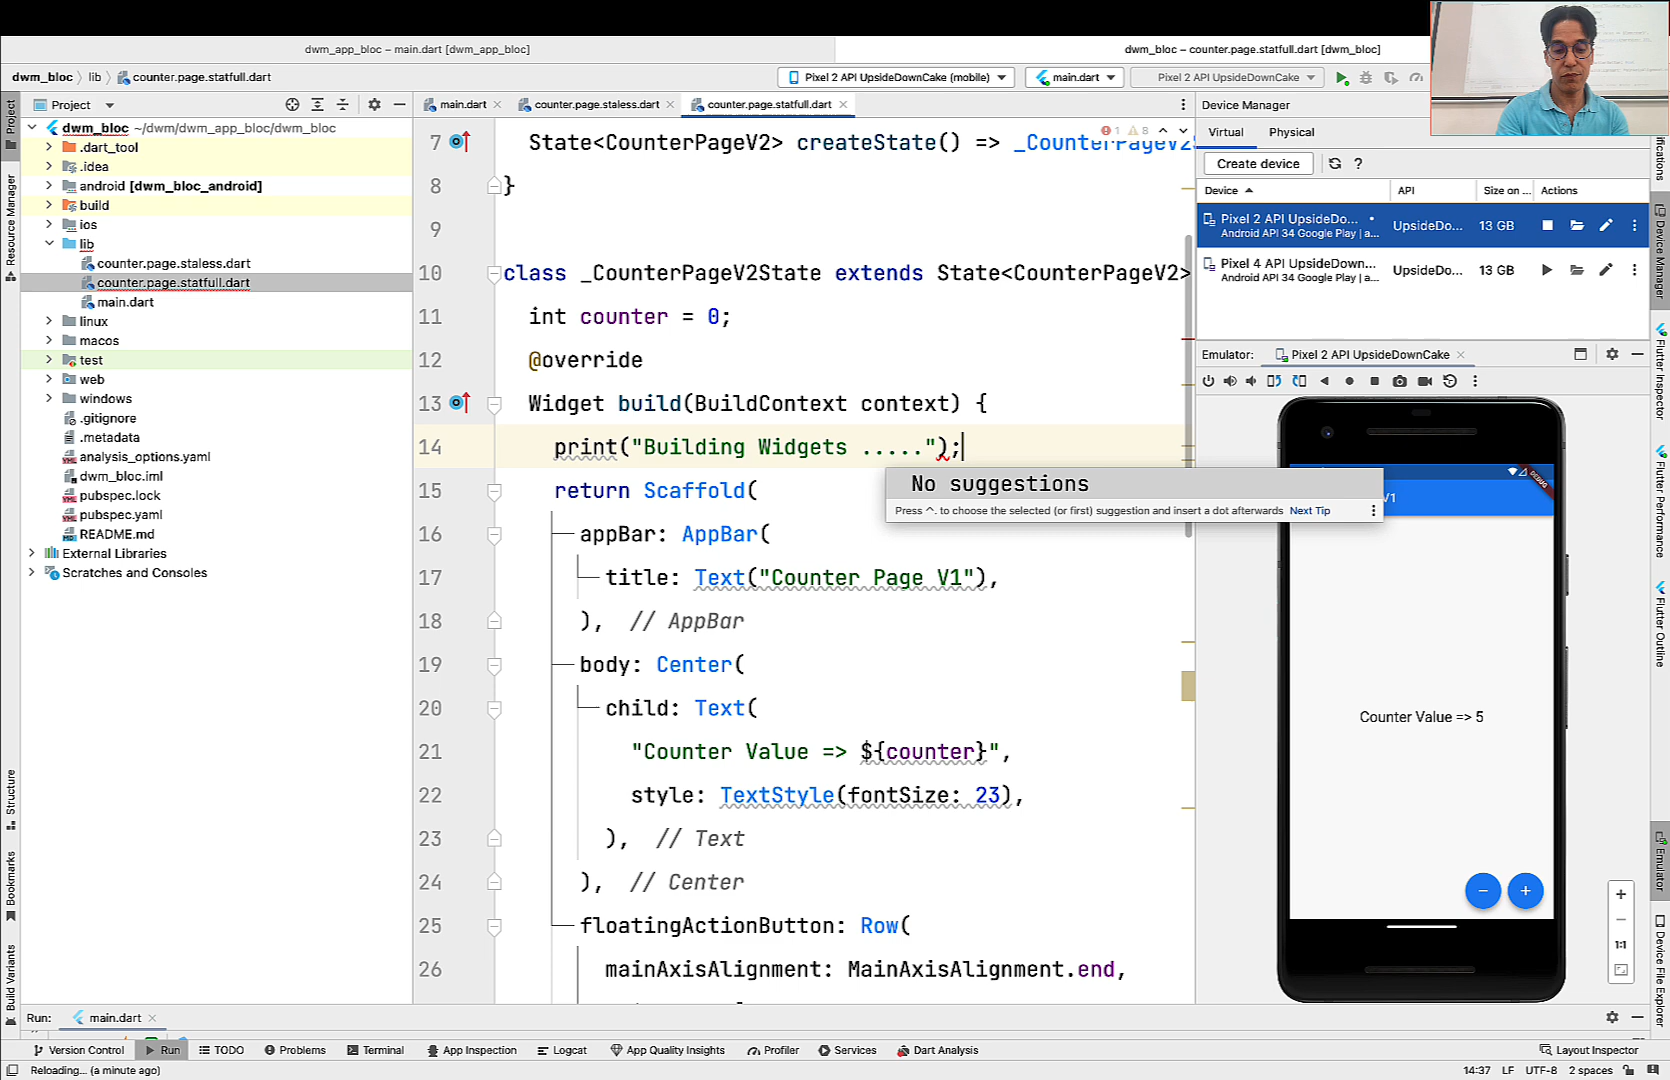 dwm_app_bloc – main.dart [dwm_app_bloc]
dwm_bloc – counter.page.statfull.dart [dwm_bloc]
dwm_bloc
lib
counter.page.statfull.dart
Pixel 2 API UpsideDownCake (mobile)
main.dart
Pixel 2 API UpsideDownCake
Project
Project
main.dart
counter.page.staless.dart
counter.page.statfull.dart
Device Manager
dwm_bloc ~/dwm/dwm_app_bloc/dwm_bloc
.dart_tool
.idea
android [dwm_bloc_android]
build
ios
lib
counter.page.staless.dart
counter.page.statfull.dart
main.dart
linux
macos
test
web
windows
.gitignore
.metadata
analysis_options.yaml
dwm_bloc.iml
pubspec.lock
pubspec.yaml
README.md
External Libraries
Scratches and Consoles
Resource Manager
Structure
Bookmarks
Build Variants
1 8
7 State<CounterPageV2> createState() => _CounterPageV2S
8 }
9
10 class _CounterPageV2State extends State<CounterPageV2>
11 int counter = 0;
12 @override
13 Widget build(BuildContext context) {
14 print("Building Widgets .....");
15 return Scaffold(
No suggestions
Press ^. to choose the selected (or first) suggestion and insert a dot afterwards Next Tip
16 appBar: AppBar(
17 title: Text("Counter Page V1"),
18 ), // AppBar
19 body: Center(
20 child: Text(
21 "Counter Value => ${counter}",
22 style: TextStyle(fontSize: 23),
23 ), // Text
24 ), // Center
25 floatingActionButton: Row(
26 mainAxisAlignment: MainAxisAlignment.end,
Virtual
Physical
Create device
?
Device
API
Size on ...
Actions
Pixel 2 API UpsideDo...
Android API 34 Google Play | a...
UpsideDo...
13 GB
Pixel 4 API UpsideDown...
Android API 34 Google Play | a...
UpsideDo...
13 GB
Emulator:
Pixel 2 API UpsideDownCake
V1
DEBUG
Counter Value => 5
1:1
Device Manager
Flutter Inspector
Flutter Performance
Flutter Outline
Emulator
Device File Explorer
Run:
main.dart
Version Control
Run
TODO
Problems
Terminal
App Inspection
Logcat
App Quality Insights
Profiler
Services
Dart Analysis
Layout Inspector
Reloading... (a minute ago)
14:37 LF UTF-8 2 spaces